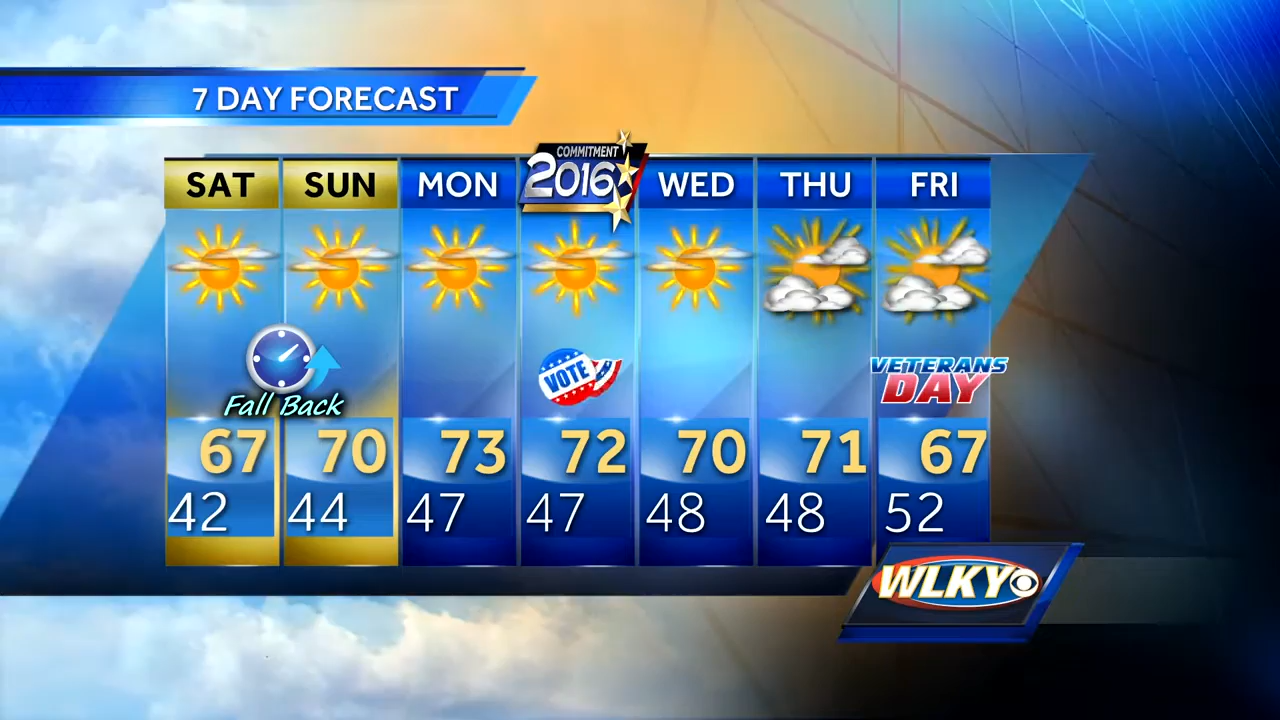 7 DAY FORECAST
COMMITMENT
2016
SAT SUN MON WED THU FRI
VOTE
VETERANS
DAY
Fall Back
67 70 73 72 70 71 67
42 44 47 47 48 48 52
WLKY